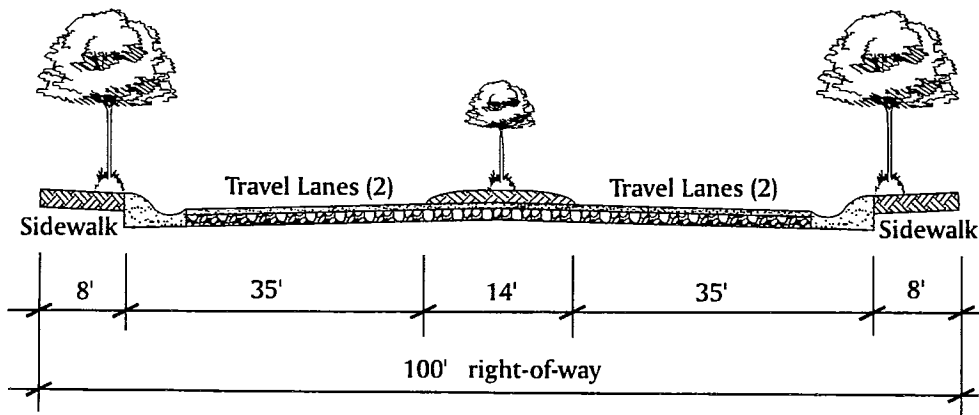 Travel Lanes (2)
Travel Lanes (2)
Sidewalk
Sidewalk
8'
35'
14'
35'
8'
100' right-of-way